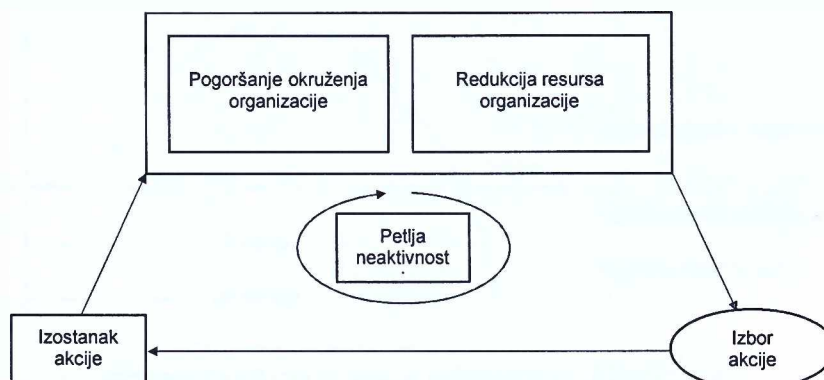 Pogoršanje okruženja
organizacije
Redukcija resursa
organizacije
Petlja
neaktivnost
Izostanak
akcije
Izbor
akcije